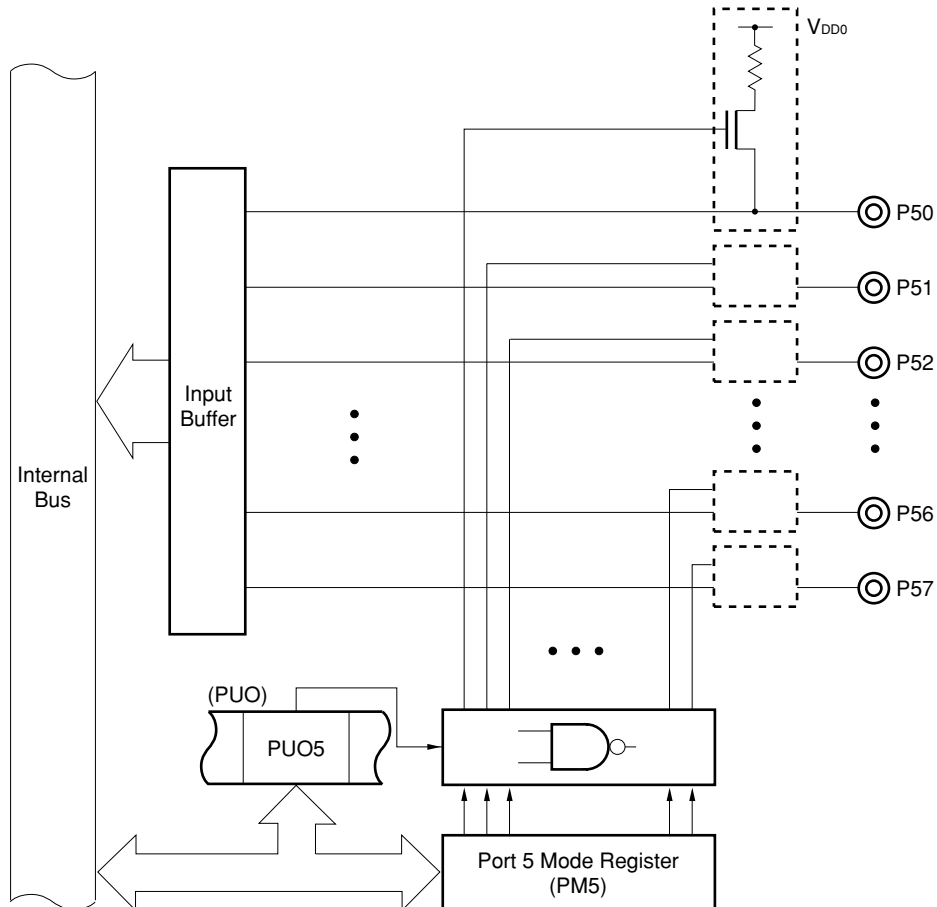 VDD0
P50
P51
P52
Input
Buffer
Internal
Bus
P56
P57
(PUO)
PUO5
Port 5 Mode Register
(PM5)